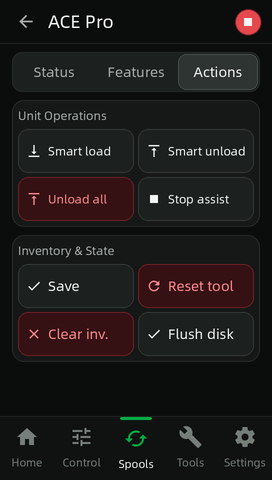 ACE Pro
Status Features Actions
Unit Operations
Smart load Smart unload
Unload all Stop assist
Inventory & State
Save Reset tool
Clear inv. Flush disk
Home Control Spools Tools Settings